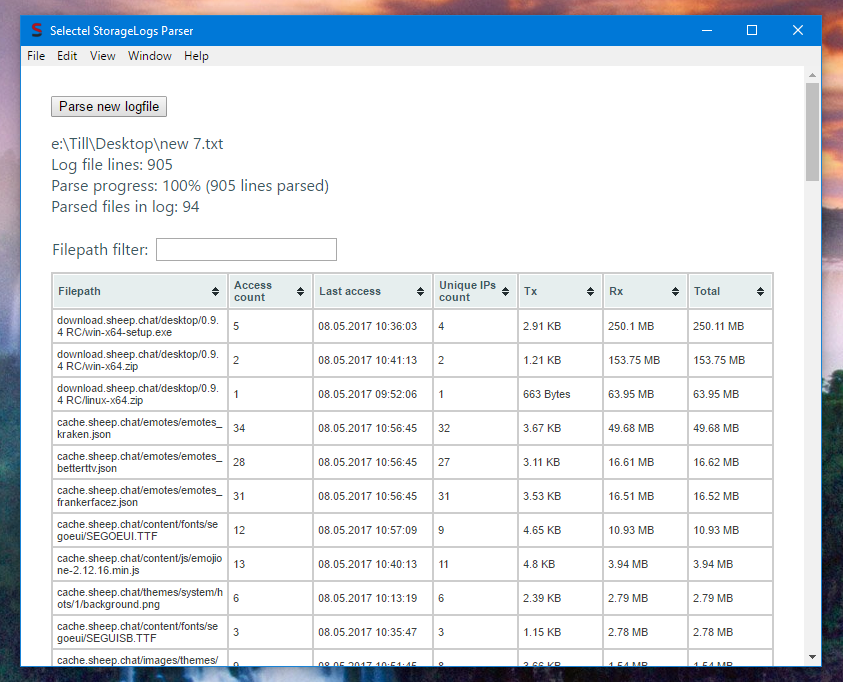 Selectel StorageLogs Parser
File Edit View Window Help
Parse new logfile
e:\Till\Desktop\new 7.txt
Log file lines: 905
Parse progress: 100% (905 lines parsed)
Parsed files in log: 94
Filepath filter:
Filepath Access count Last access Unique IPs count Tx Rx Total
download.sheep.chat/desktop/0.9.
4 RC/win-x64-setup.exe 5 08.05.2017 10:36:03 4 2.91 KB 250.1 MB 250.11 MB
download.sheep.chat/desktop/0.9.
4 RC/win-x64.zip 2 08.05.2017 10:41:13 2 1.21 KB 153.75 MB 153.75 MB
download.sheep.chat/desktop/0.9.
4 RC/linux-x64.zip 1 08.05.2017 09:52:06 1 663 Bytes 63.95 MB 63.95 MB
cache.sheep.chat/emotes/emotes_
kraken.json 34 08.05.2017 10:56:45 32 3.67 KB 49.68 MB 49.68 MB
cache.sheep.chat/emotes/emotes_
betterttv.json 28 08.05.2017 10:56:45 27 3.11 KB 16.61 MB 16.62 MB
cache.sheep.chat/emotes/emotes_
frankerfacez.json 31 08.05.2017 10:56:45 31 3.53 KB 16.51 MB 16.52 MB
cache.sheep.chat/content/fonts/se
goeui/SEGOEUI.TTF 12 08.05.2017 10:57:09 9 4.65 KB 10.93 MB 10.93 MB
cache.sheep.chat/content/js/emojio
ne-2.12.16.min.js 13 08.05.2017 10:40:13 11 4.8 KB 3.94 MB 3.94 MB
cache.sheep.chat/themes/system/h
ots/1/background.png 6 08.05.2017 10:13:19 6 2.39 KB 2.79 MB 2.79 MB
cache.sheep.chat/content/fonts/se
goeui/SEGUISB.TTF 3 08.05.2017 10:35:47 3 1.15 KB 2.78 MB 2.78 MB
cache.sheep.chat/images/themes/